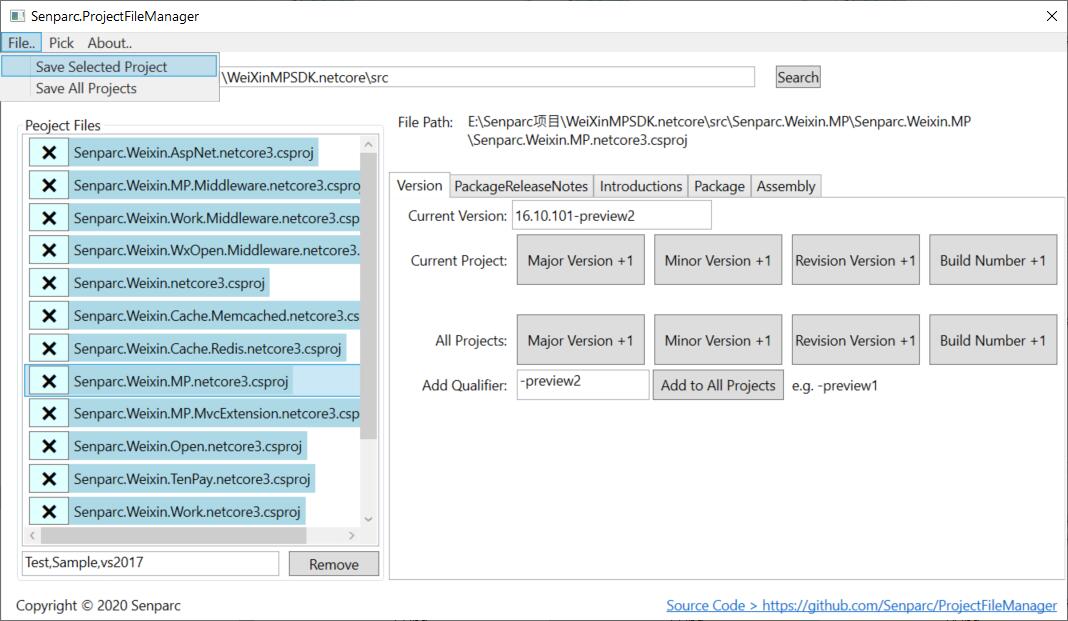 Senparc.ProjectFileManager
File.. Pick About..
Save Selected Project
Save All Projects
\WeiXinMPSDK.netcore\src
Search
Peoject Files
Senparc.Weixin.AspNet.netcore3.csproj
Senparc.Weixin.MP.Middleware.netcore3.cspro
Senparc.Weixin.Work.Middleware.netcore3.csp
Senparc.Weixin.WxOpen.Middleware.netcore3.
Senparc.Weixin.netcore3.csproj
Senparc.Weixin.Cache.Memcached.netcore3.cs
Senparc.Weixin.Cache.Redis.netcore3.csproj
Senparc.Weixin.MP.netcore3.csproj
Senparc.Weixin.MP.MvcExtension.netcore3.csp
Senparc.Weixin.Open.netcore3.csproj
Senparc.Weixin.TenPay.netcore3.csproj
Senparc.Weixin.Work.netcore3.csproj
Test,Sample,vs2017
Remove
File Path: E:\Senparc项目\WeiXinMPSDK.netcore\src\Senparc.Weixin.MP\Senparc.Weixin.MP
\Senparc.Weixin.MP.netcore3.csproj
Version PackageReleaseNotes Introductions Package Assembly
Current Version: 16.10.101-preview2
Current Project: Major Version +1 Minor Version +1 Revision Version +1 Build Number +1
All Projects: Major Version +1 Minor Version +1 Revision Version +1 Build Number +1
Add Qualifier: -preview2 Add to All Projects e.g. -preview1
Copyright © 2020 Senparc
Source Code > https://github.com/Senparc/ProjectFileManager